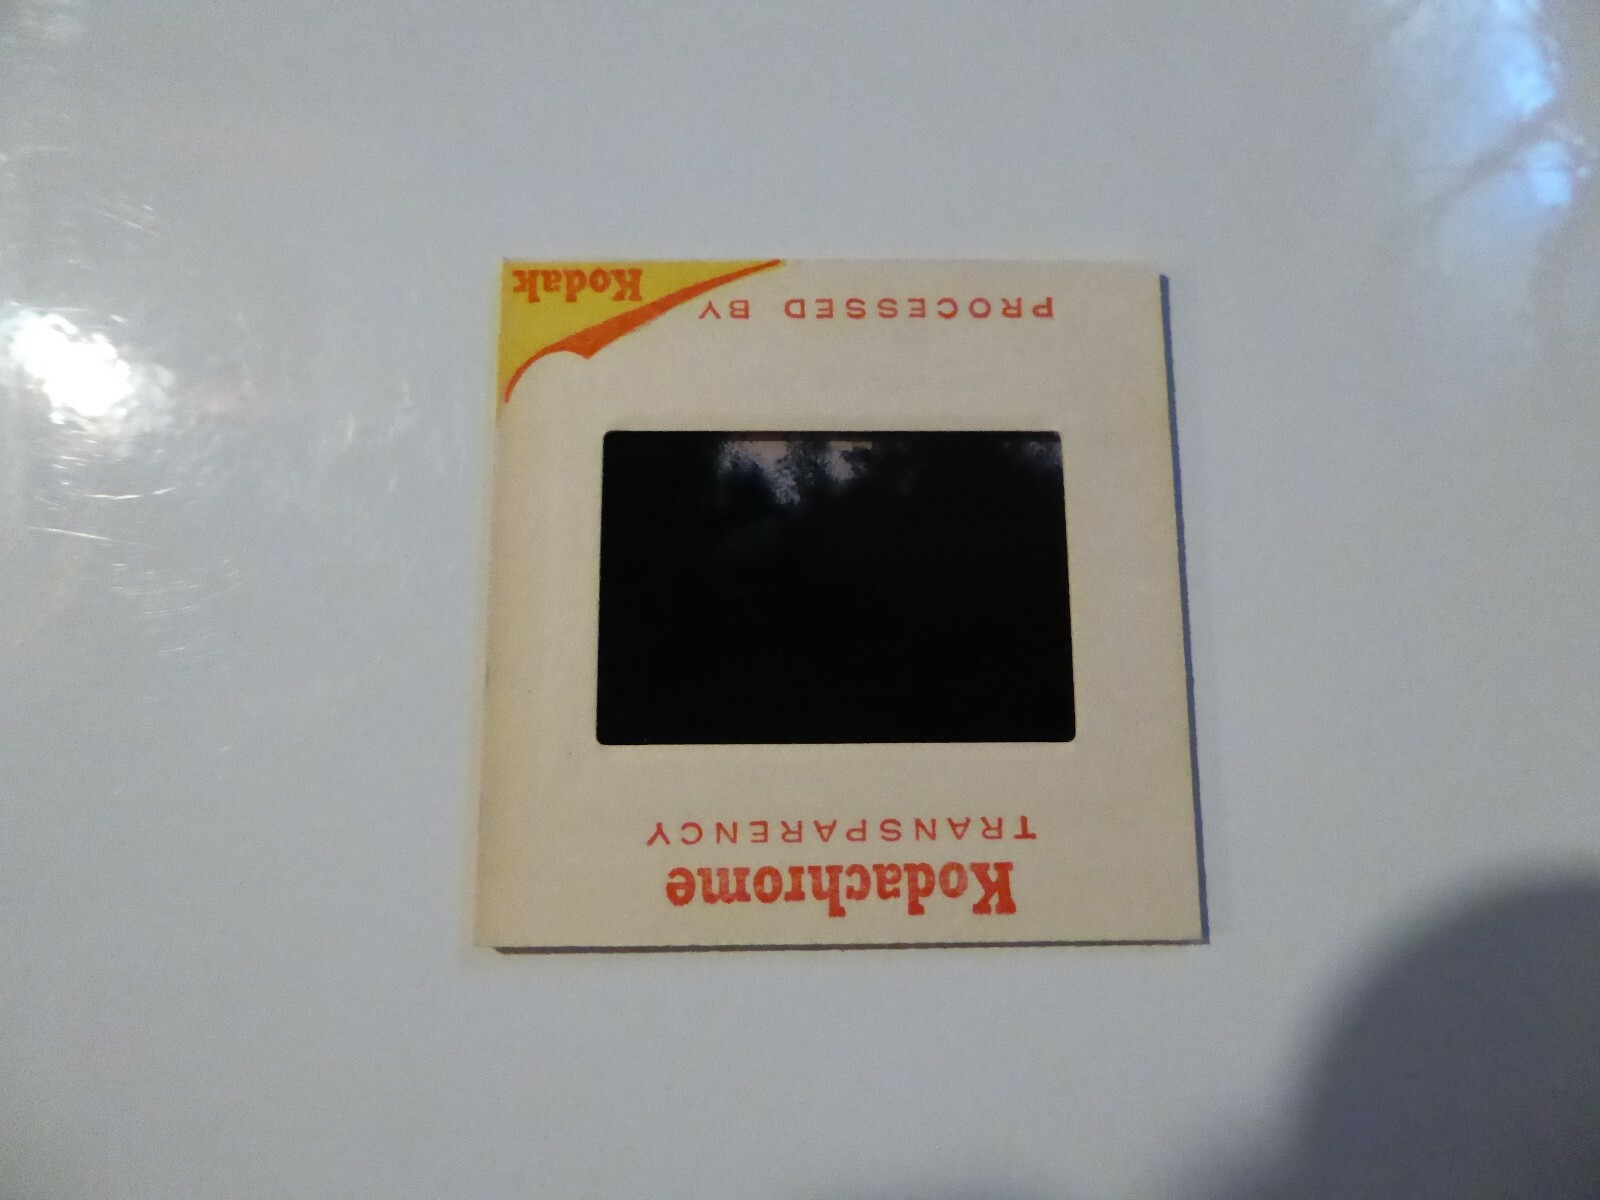 Kodachrome
TRANSPARENCY
PROCESSED BY
Kodak